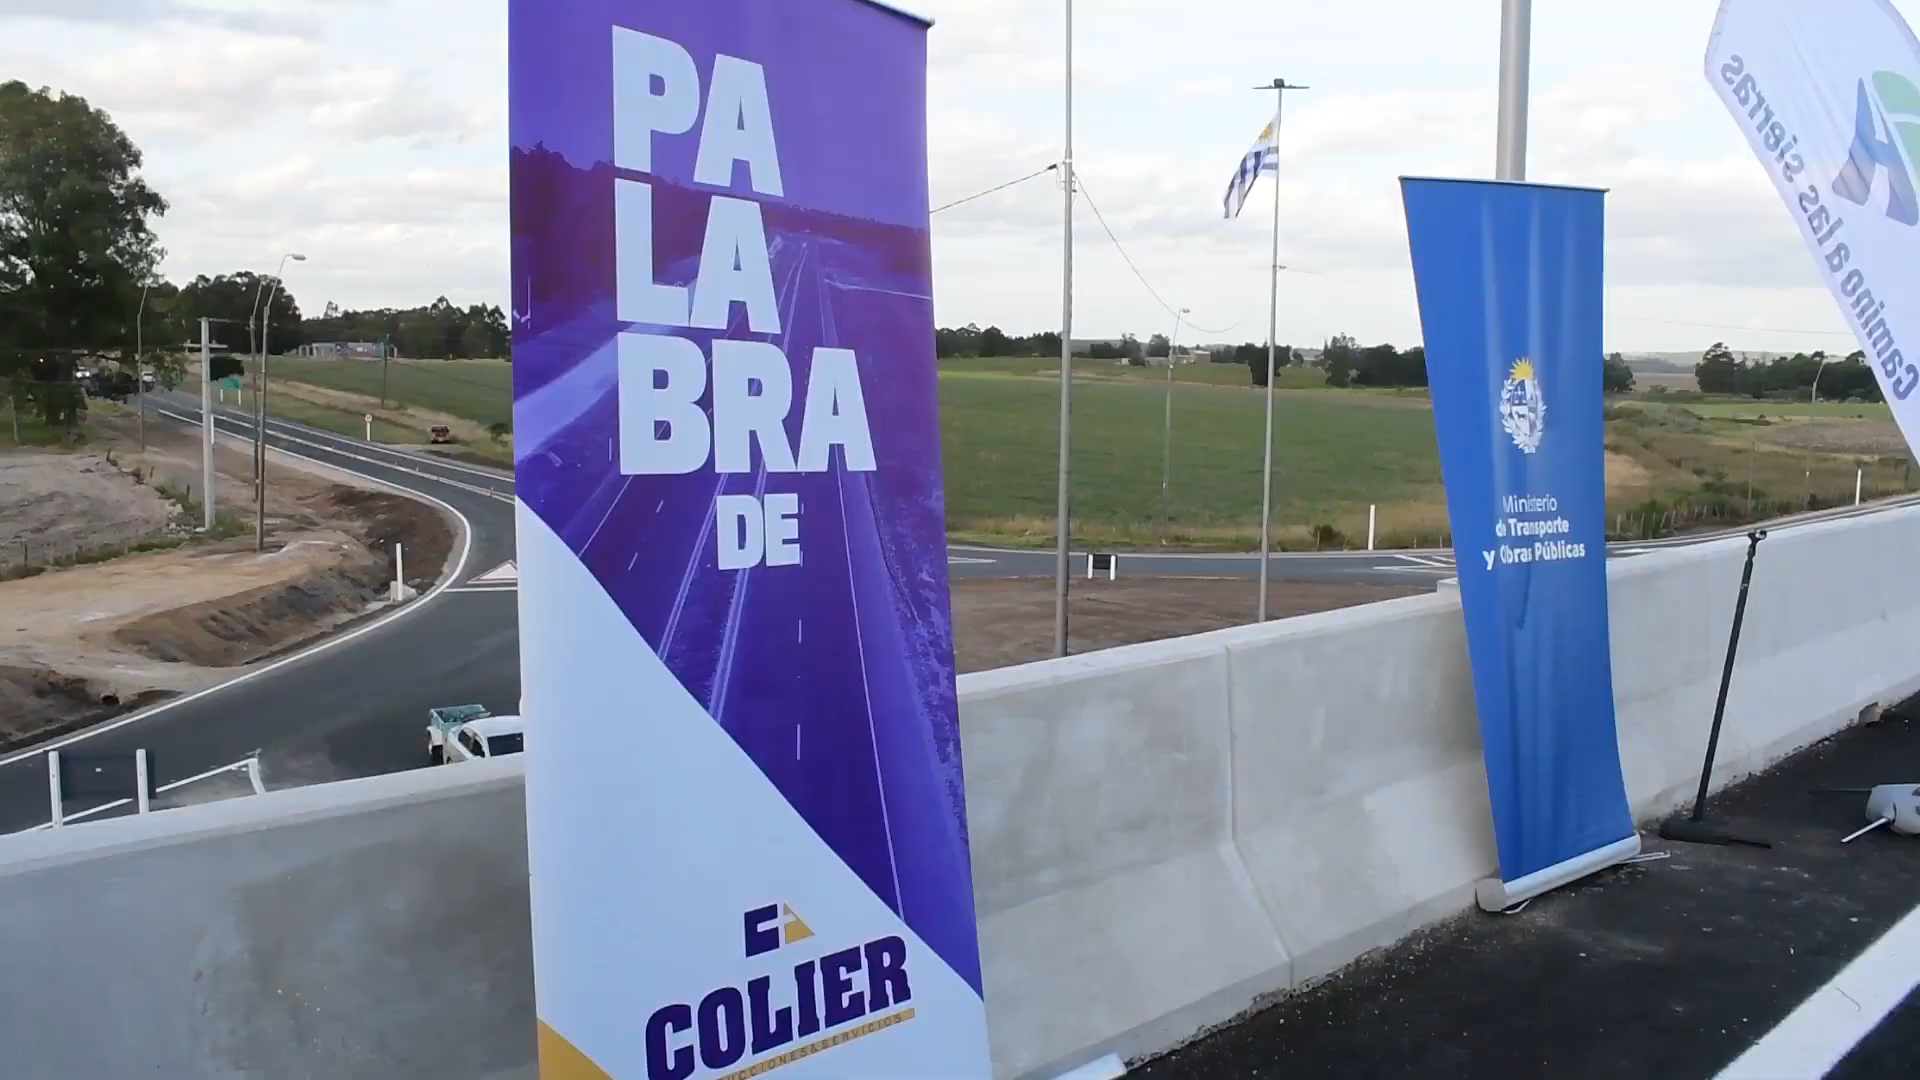 PA
LA
BRA
DE
COLIER
Ministerio
de Transporte
y Obras Públicas
Camino a las sierras